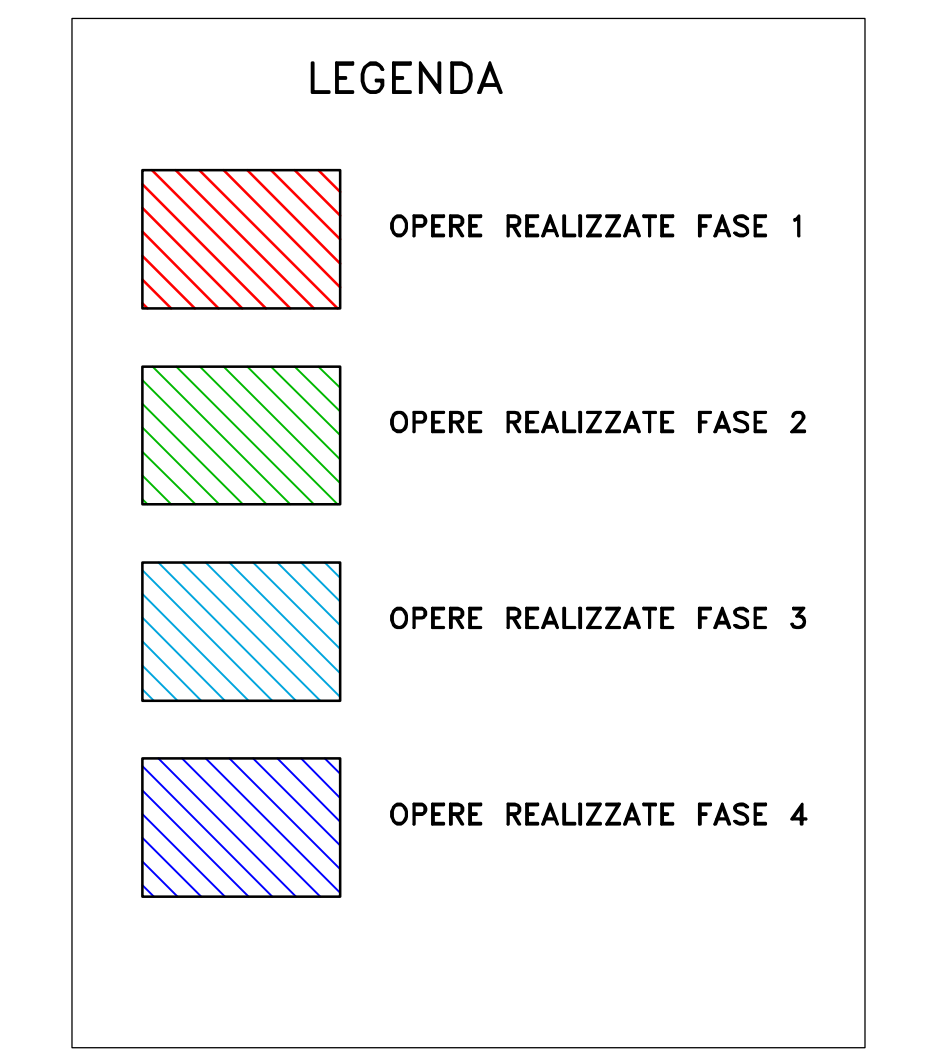 LEGENDA
OPERE REALIZZATE FASE 1
OPERE REALIZZATE FASE 2
OPERE REALIZZATE FASE 3
OPERE REALIZZATE FASE 4